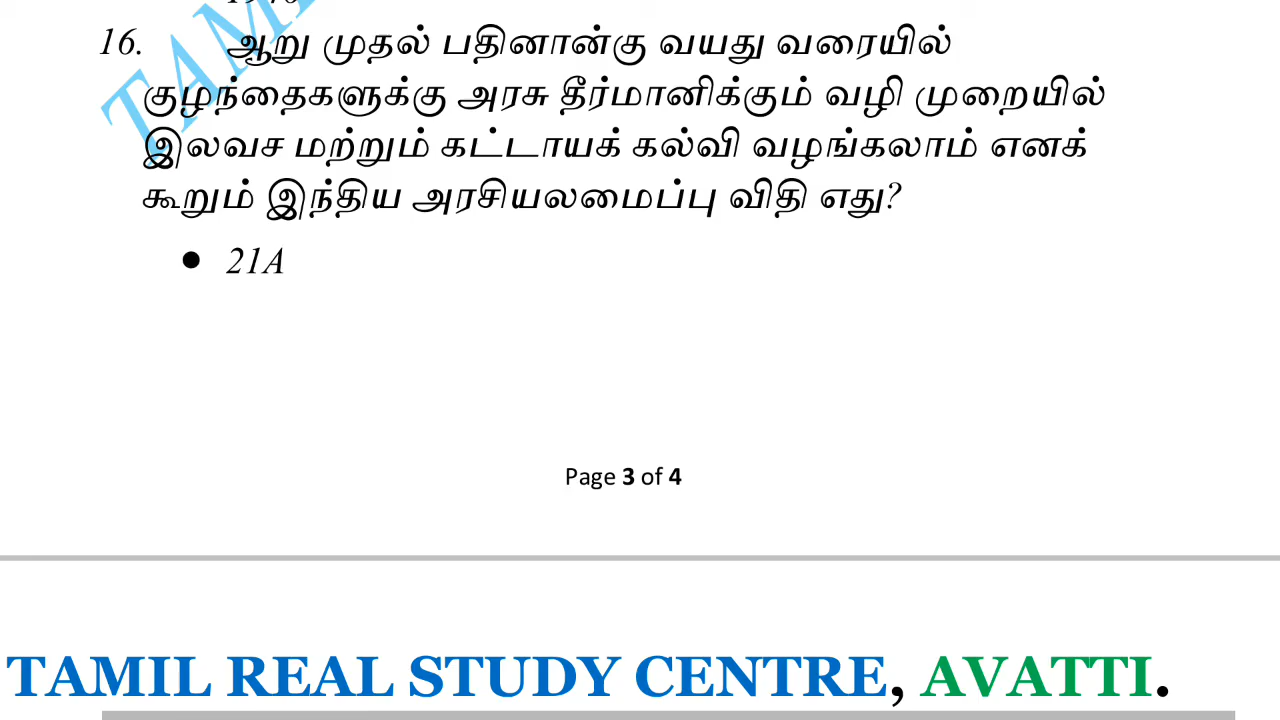 16. ஆறு முதல் பதினான்கு வயது வரையில்
குழந்தைகளுக்கு அரசு தீர்மானிக்கும் வழி முறையில்
இலவச மற்றும் கட்டாயக் கல்வி வழங்கலாம் எனக்
கூறும் இந்திய அரசியலமைப்பு விதி எது?
● 21A
Page 3 of 4
TAMIL REAL STUDY CENTRE, AVATTI.